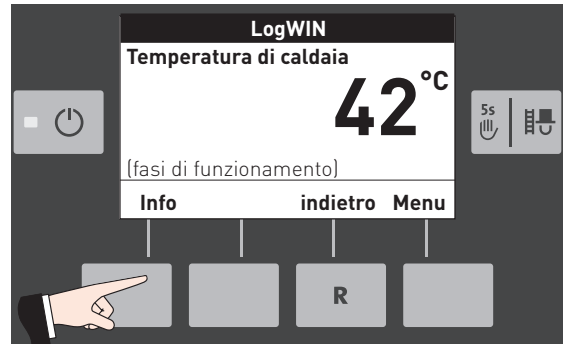 LogWIN
Temperatura di caldaia
42°C
5s
(fasi di funzionamento)
Info indietro Menu
R